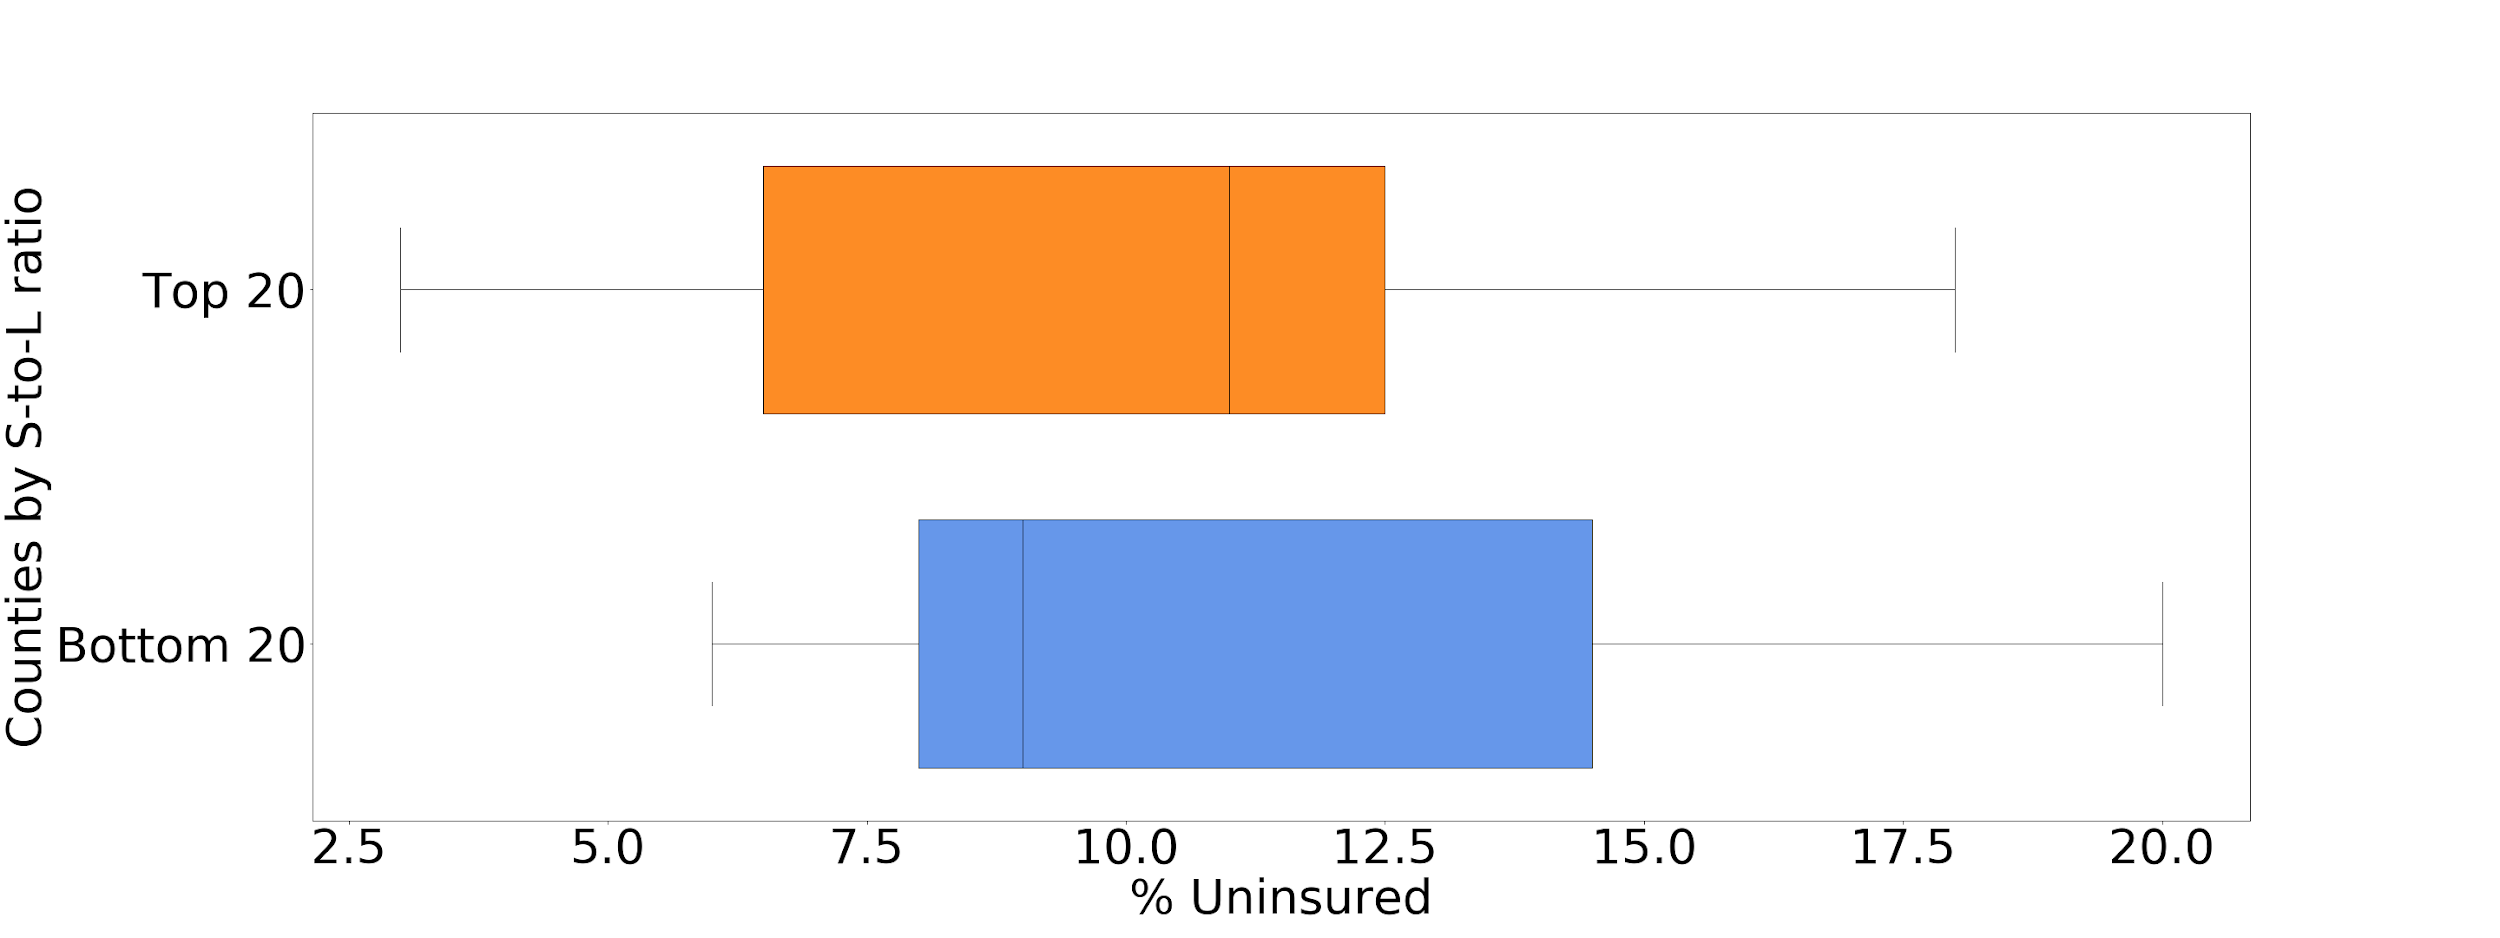 Counties by S-to-L ratio
Top 20
Bottom 20
2.5 5.0 7.5 10.0 12.5 15.0 17.5 20.0
% Uninsured